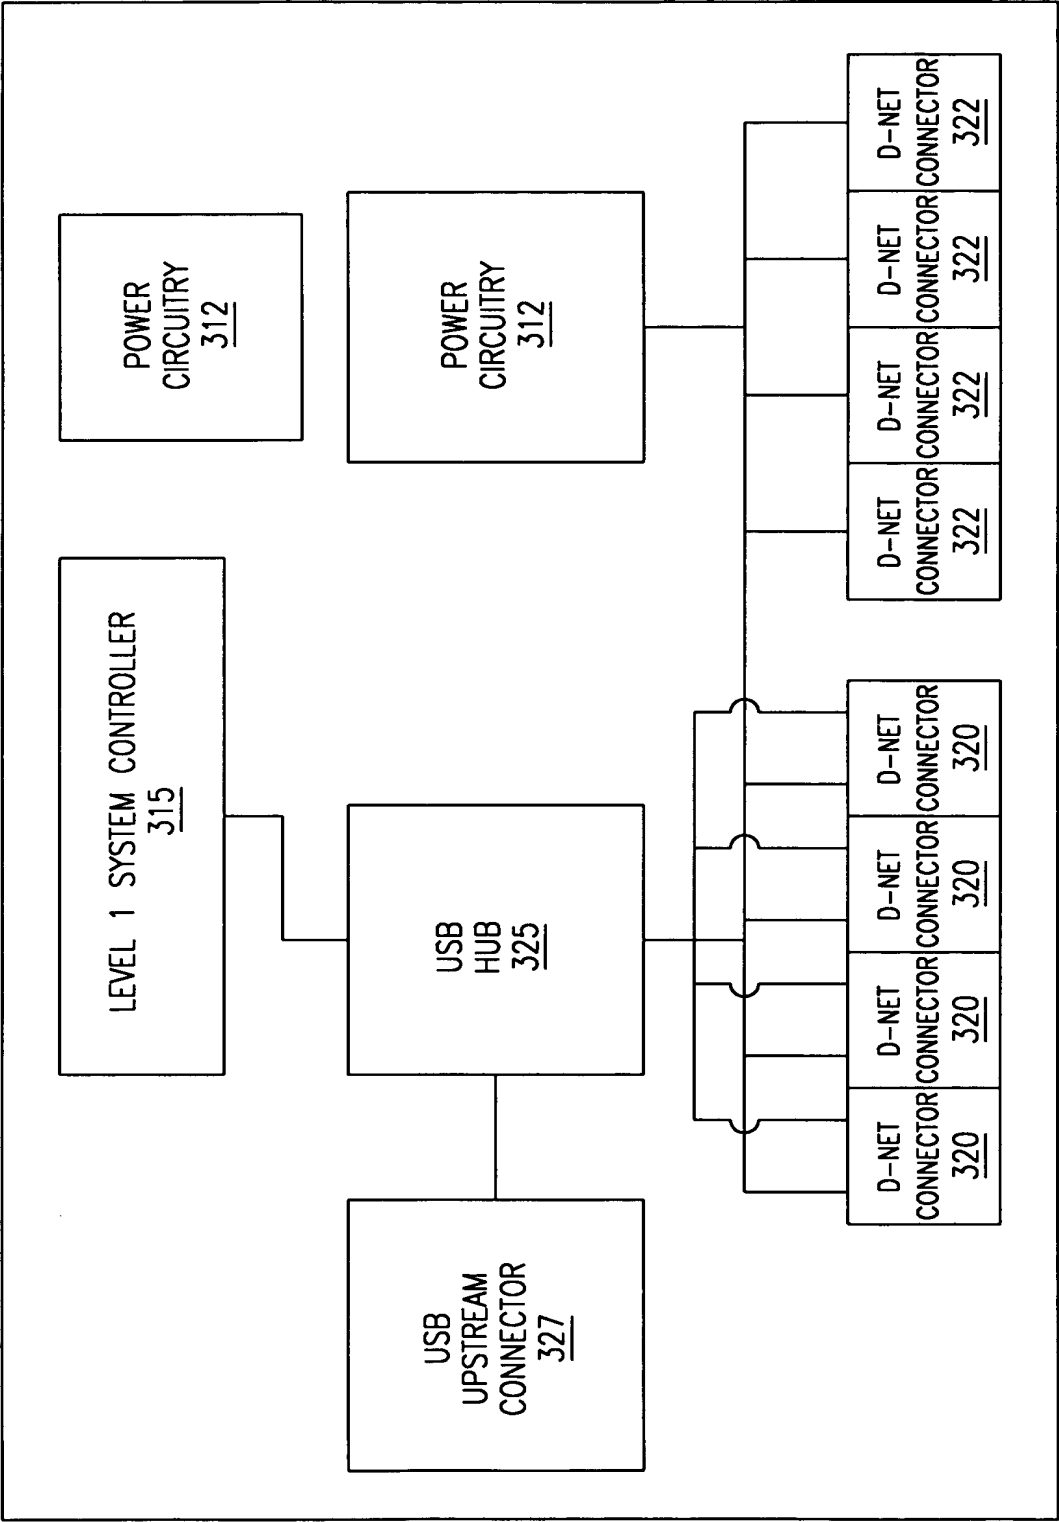 LEVEL 1 SYSTEM CONTROLLER
315
POWER
CIRCUITRY
312
USB
UPSTREAM
CONNECTOR
327
USB
HUB
325
POWER
CIRCUITRY
312
D-NET
CONNECTOR
320
D-NET
CONNECTOR
320
D-NET
CONNECTOR
320
D-NET
CONNECTOR
320
D-NET
CONNECTOR
322
D-NET
CONNECTOR
322
D-NET
CONNECTOR
322
D-NET
CONNECTOR
322